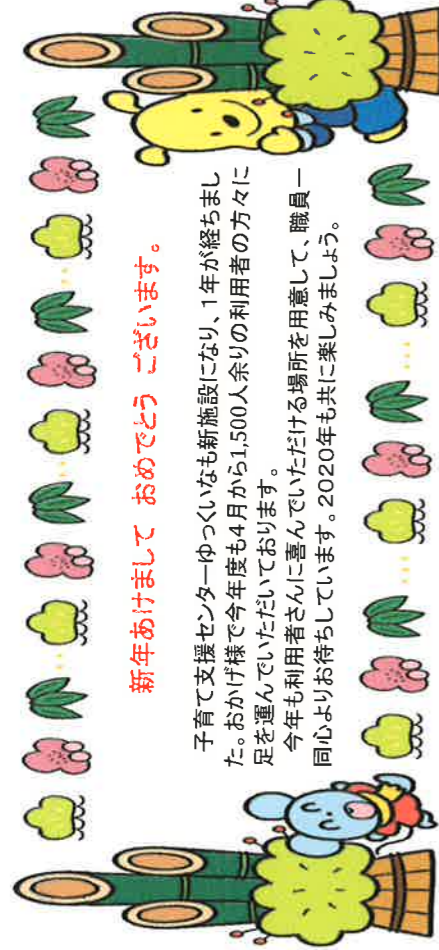 新年あけまして おめでとう ございます。
子育て支援センターゆっくいなも新施設になり、1年が経ちまし
た。おかげ様で今年度も4月から1,500人余りの利用者の方々に
足を運んでいただいております。
今年も利用者さんに喜んでいただける場所を用意して、職員一
同心よりお待ちしています。2020年も共に楽しみましょう。